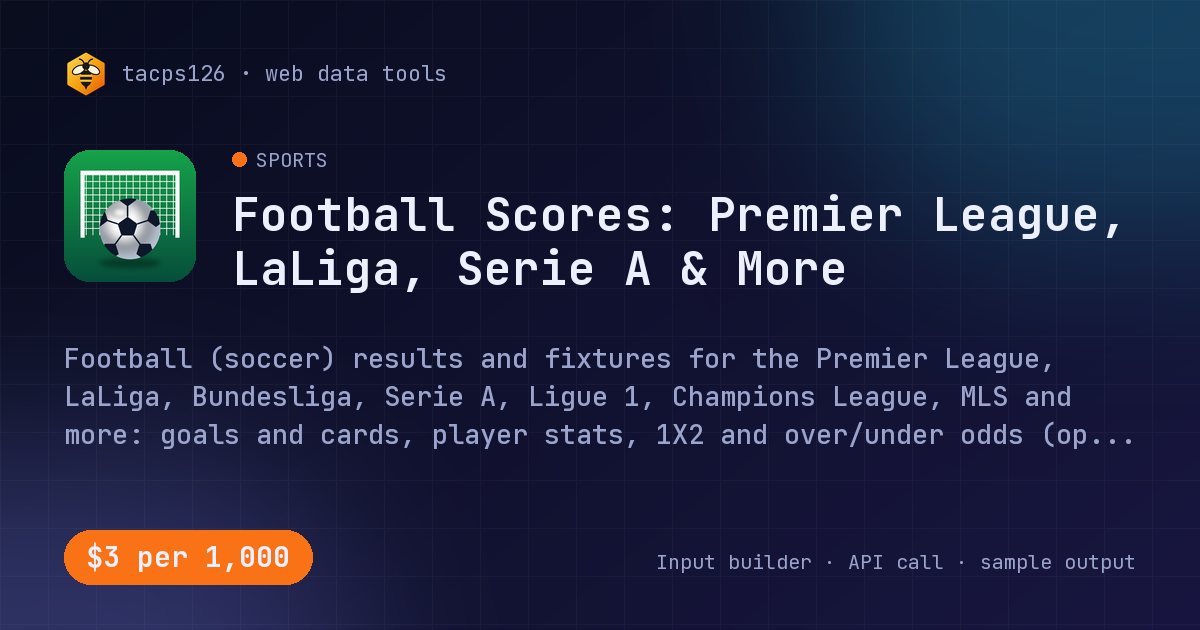 tacps126 · web data tools
SPORTS
Football Scores: Premier League,
LaLiga, Serie A & More
Football (soccer) results and fixtures for the Premier League,
LaLiga, Bundesliga, Serie A, Ligue 1, Champions League, MLS and
more: goals and cards, player stats, 1X2 and over/under odds (op...
$3 per 1,000
Input builder · API call · sample output